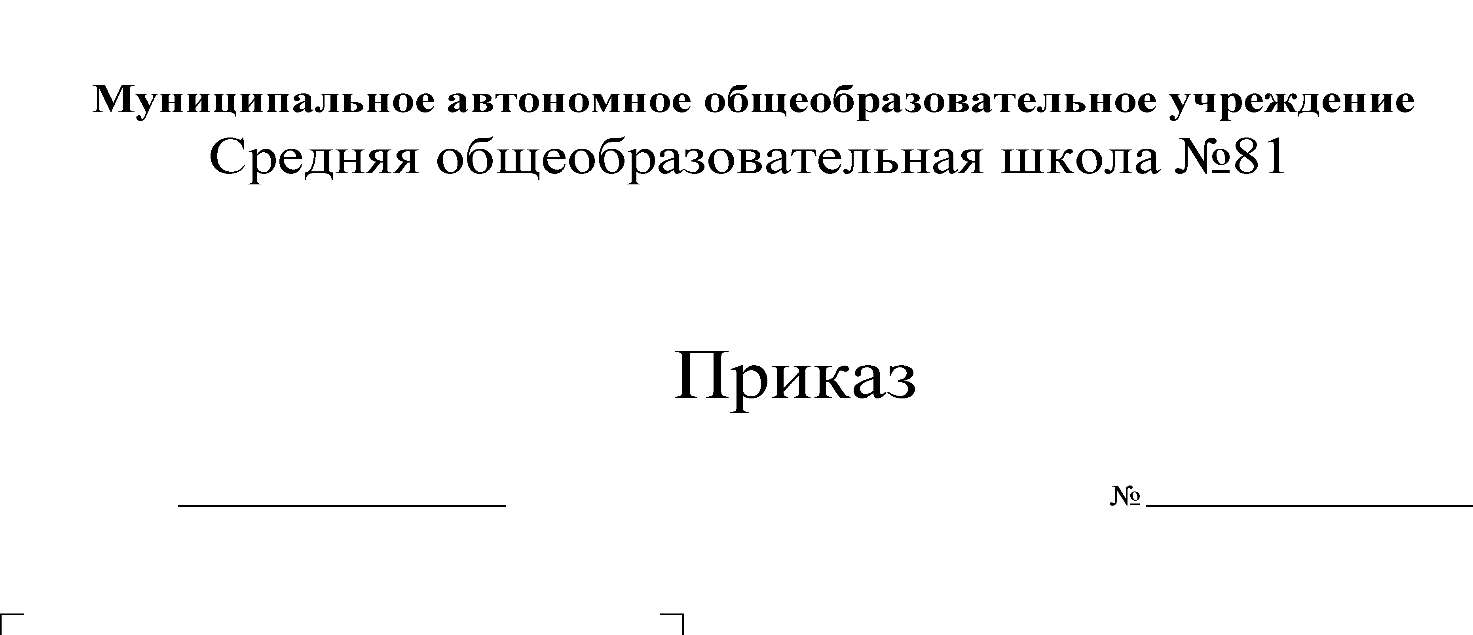 Муниципальное автономное общеобразовательное учреждение
Средняя общеобразовательная школа №81
Приказ
№